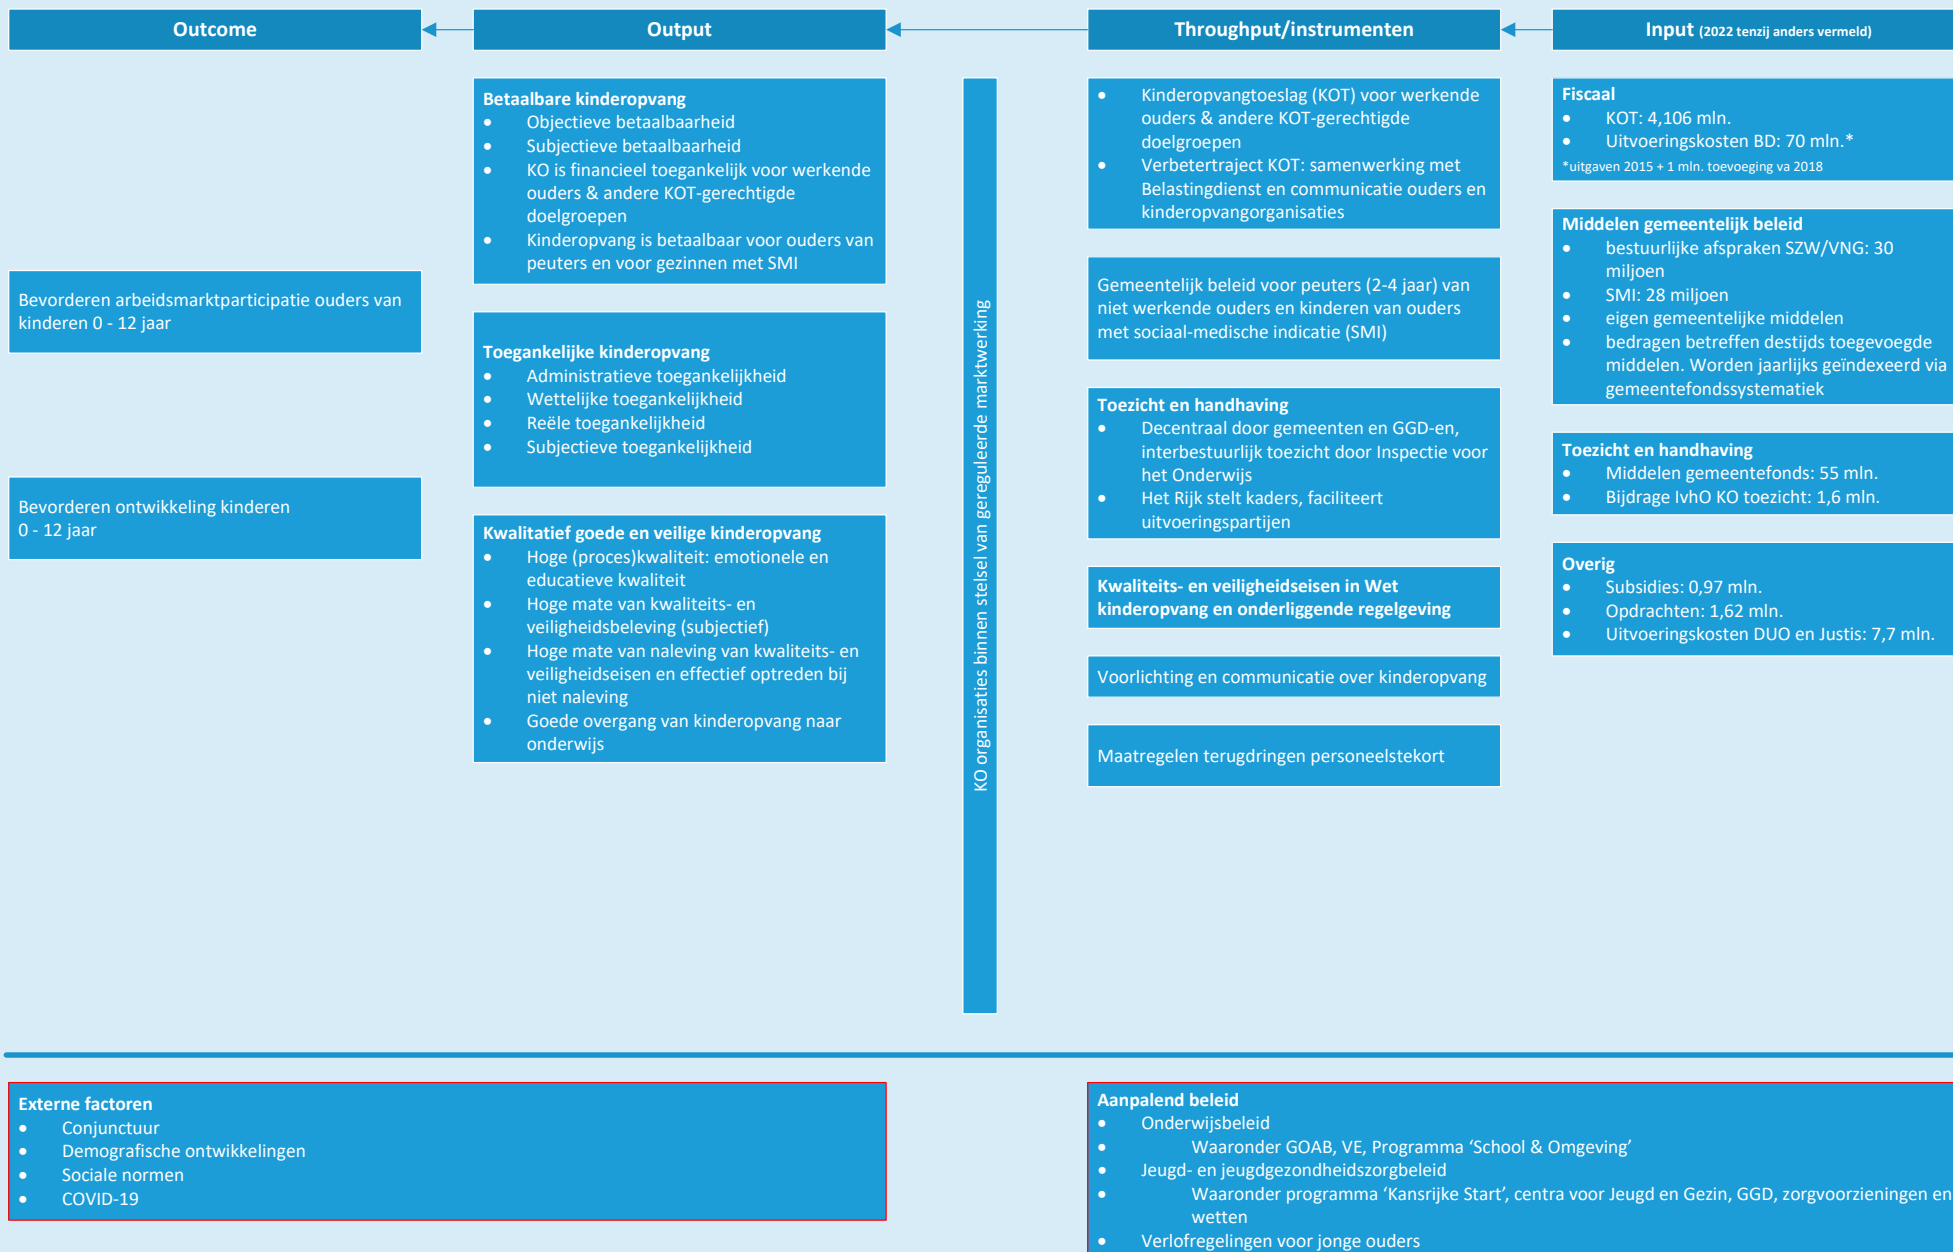 Outcome
Output
Throughput/instrumenten
Input (2022 tenzij anders vermeld)
Bevorderen arbeidsmarktparticipatie ouders van
kinderen 0 - 12 jaar
Bevorderen ontwikkeling kinderen
0 - 12 jaar
Betaalbare kinderopvang
• Objectieve betaalbaarheid
• Subjectieve betaalbaarheid
• KO is financieel toegankelijk voor werkende
ouders & andere KOT-gerechtigde
doelgroepen
• Kinderopvang is betaalbaar voor ouders van
peuters en voor gezinnen met SMI
Toegankelijke kinderopvang
• Administratieve toegankelijkheid
• Wettelijke toegankelijkheid
• Reële toegankelijkheid
• Subjectieve toegankelijkheid
Kwalitatief goede en veilige kinderopvang
• Hoge (proces)kwaliteit: emotionele en
educatieve kwaliteit
• Hoge mate van kwaliteits- en
veiligheidsbeleving (subjectief)
• Hoge mate van naleving van kwaliteits- en
veiligheidseisen en effectief optreden bij
niet naleving
• Goede overgang van kinderopvang naar
onderwijs
KO organisaties binnen stelsel van gereguleerde marktwerking
• Kinderopvangtoeslag (KOT) voor werkende
ouders & andere KOT-gerechtigde
doelgroepen
• Verbetertraject KOT: samenwerking met
Belastingdienst en communicatie ouders en
kinderopvangorganisaties
Gemeentelijk beleid voor peuters (2-4 jaar) van
niet werkende ouders en kinderen van ouders
met sociaal-medische indicatie (SMI)
Toezicht en handhaving
• Decentraal door gemeenten en GGD-en,
interbestuurlijk toezicht door Inspectie voor
het Onderwijs
• Het Rijk stelt kaders, faciliteert
uitvoeringspartijen
Kwaliteits- en veiligheidseisen in Wet
kinderopvang en onderliggende regelgeving
Voorlichting en communicatie over kinderopvang
Maatregelen terugdringen personeelstekort
Fiscaal
• KOT: 4,106 mln.
• Uitvoeringskosten BD: 70 mln.*
*uitgaven 2015 + 1 mln. toevoeging va 2018
Middelen gemeentelijk beleid
• bestuurlijke afspraken SZW/VNG: 30
miljoen
• SMI: 28 miljoen
• eigen gemeentelijke middelen
• bedragen betreffen destijds toegevoegde
middelen. Worden jaarlijks geïndexeerd via
gemeentefondssystematiek
Toezicht en handhaving
• Middelen gemeentefonds: 55 mln.
• Bijdrage IvhO KO toezicht: 1,6 mln.
Overig
• Subsidies: 0,97 mln.
• Opdrachten: 1,62 mln.
• Uitvoeringskosten DUO en Justis: 7,7 mln.
Externe factoren
• Conjunctuur
• Demografische ontwikkelingen
• Sociale normen
• COVID-19
Aanpalend beleid
• Onderwijsbeleid
• Waaronder GOAB, VE, Programma ‘School & Omgeving’
• Jeugd- en jeugdgezondheidszorgbeleid
• Waaronder programma ‘Kansrijke Start’, centra voor Jeugd en Gezin, GGD, zorgvoorzieningen en
wetten
• Verlofregelingen voor jonge ouders